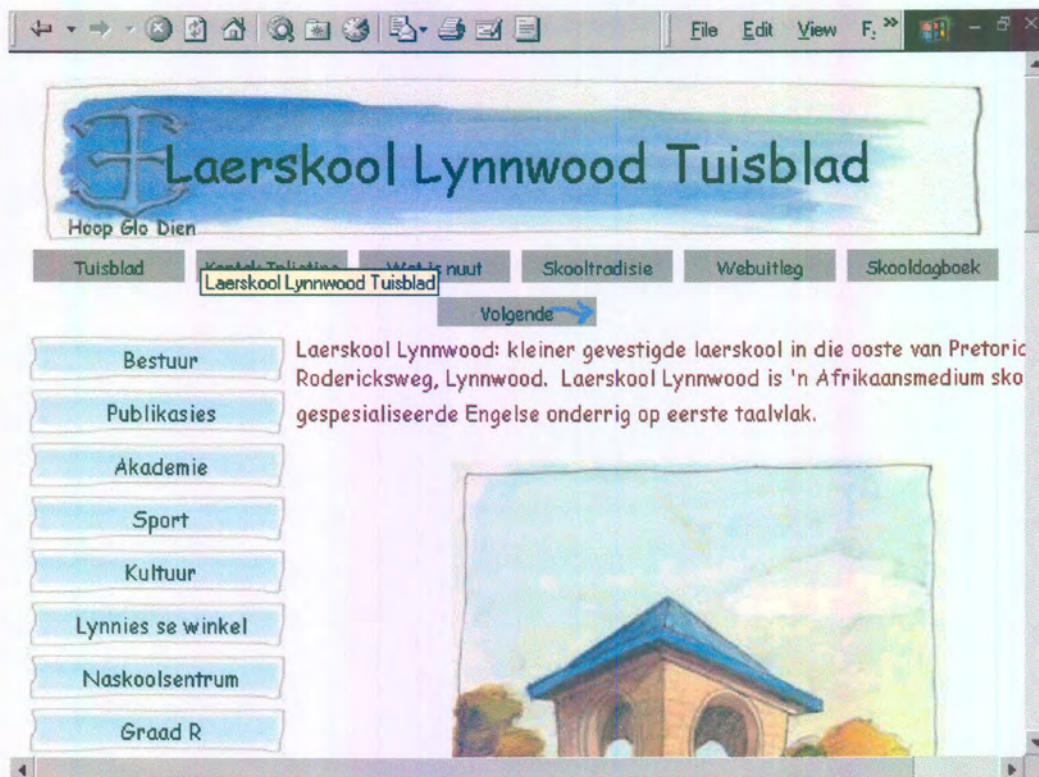 File Edit View F: »
Laerskool Lynnwood Tuisblad
Hoop Glo Dien
Tuisblad Wat is nuut Skooltradisie Webuitleg Skooldagboek
Laerskool Lynnwood Tuisblad
Volgende
Bestuur
Publikasies
Akademie
Sport
Kultuur
Lynnies se winkel
Naskoolsentrum
Graad R
Laerskool Lynnwood: kleiner gevestigde laerskool in die ooste van Pretoric
Rodericksweg, Lynnwood. Laerskool Lynnwood is 'n Afrikaansmedium sko
gespesialiseerde Engelse onderrig op eerste taalvlak.